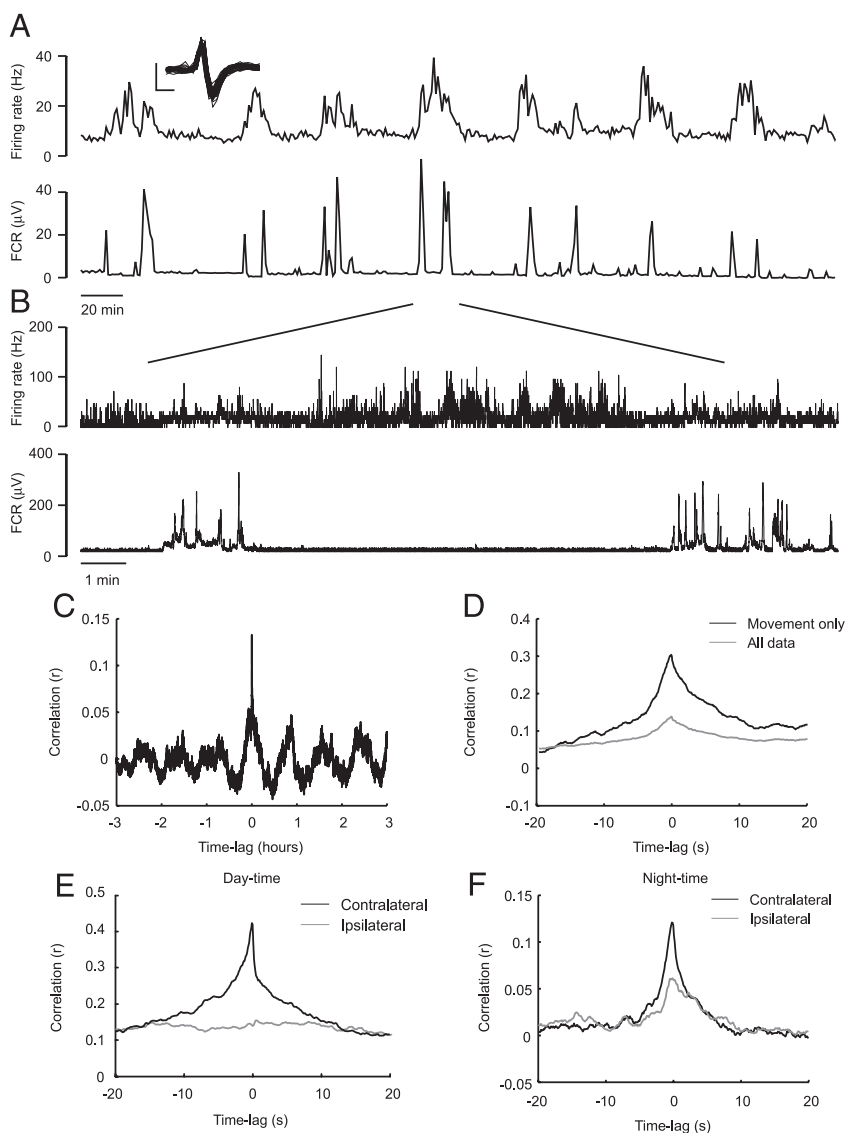 A
Firing rate (Hz)
40
20
0
FCR (µV)
40
20
0
20 min
B
Firing rate (Hz)
200
100
0
FCR (µV)
400
200
0
1 min
C
Correlation (r)
0.15
0.1
0.05
0
-0.05
-3 -2 -1 0 1 2 3
Time-lag (hours)
D
Movement only
All data
Correlation (r)
0.4
0.3
0.2
0.1
0
-0.1
-20 -10 0 10 20
Time-lag (s)
E
Day-time
Contralateral
Ipsilateral
Correlation (r)
0.5
0.4
0.3
0.2
0.1
0
-20 -10 0 10 20
Time-lag (s)
F
Night-time
Contralateral
Ipsilateral
Correlation (r)
0.15
0.1
0.05
0
-0.05
-20 -10 0 10 20
Time-lag (s)